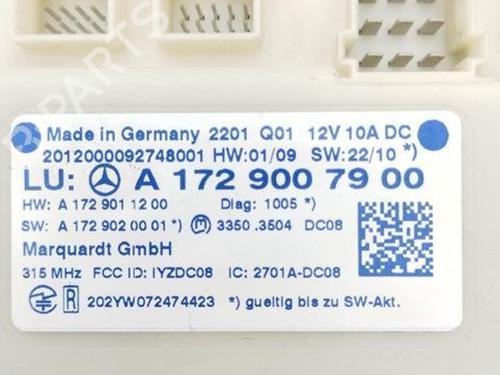 Made in Germany 2201 Q01 12V 10A DC
2012000092748001 HW:01/09 SW:22/10 *)
LU: A 172 900 79 00
HW: A 172 901 12 00 Diag: 1005 *)
SW: A 172 902 00 01 *) M 3350 .3504 DC08
Marquardt GmbH
315 MHz FCC ID: IYZDC08 IC: 2701A-DC08
R 202YW072474423 *) gueltig bis zu SW-Akt.